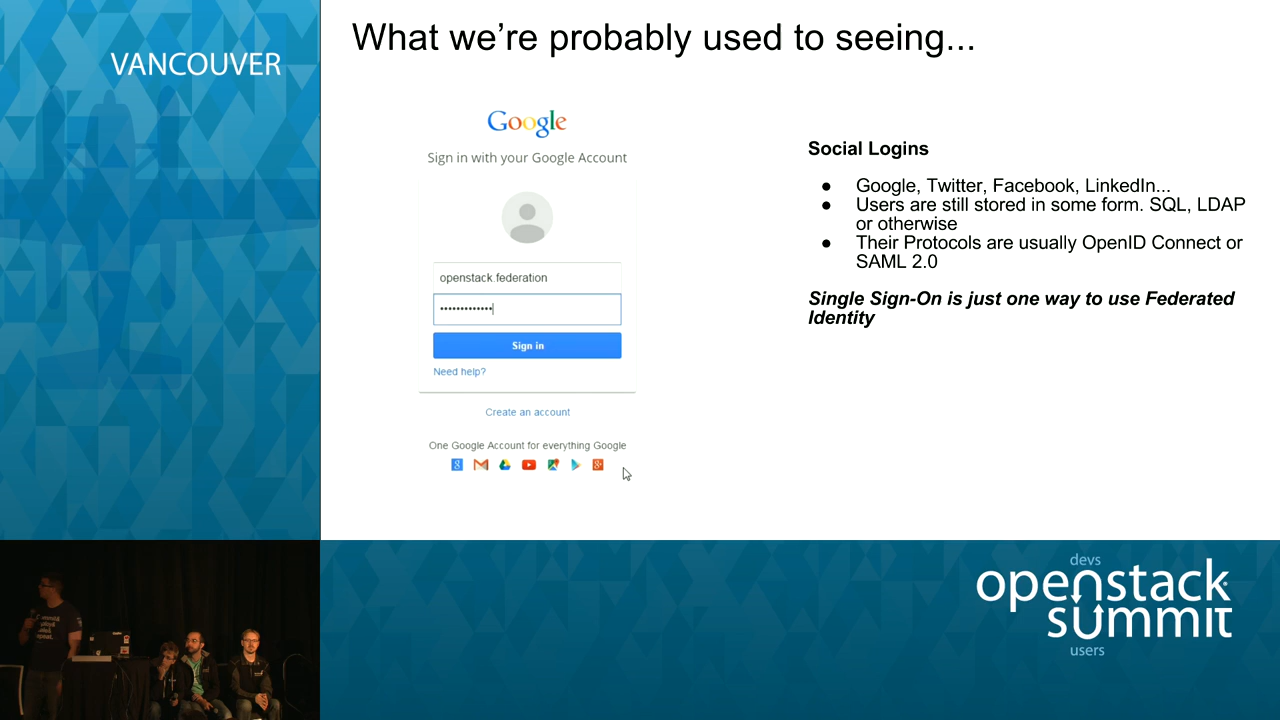 VANCOUVER
What we’re probably used to seeing...
Google
Sign in with your Google Account
openstack.federation
•••••••••••••
Sign in
Need help?
Create an account
One Google Account for everything Google
Social Logins
● Google, Twitter, Facebook, LinkedIn...
● Users are still stored in some form. SQL, LDAP
or otherwise
● Their Protocols are usually OpenID Connect or
SAML 2.0
Single Sign-On is just one way to use Federated
Identity
devs
openstack
summit
users